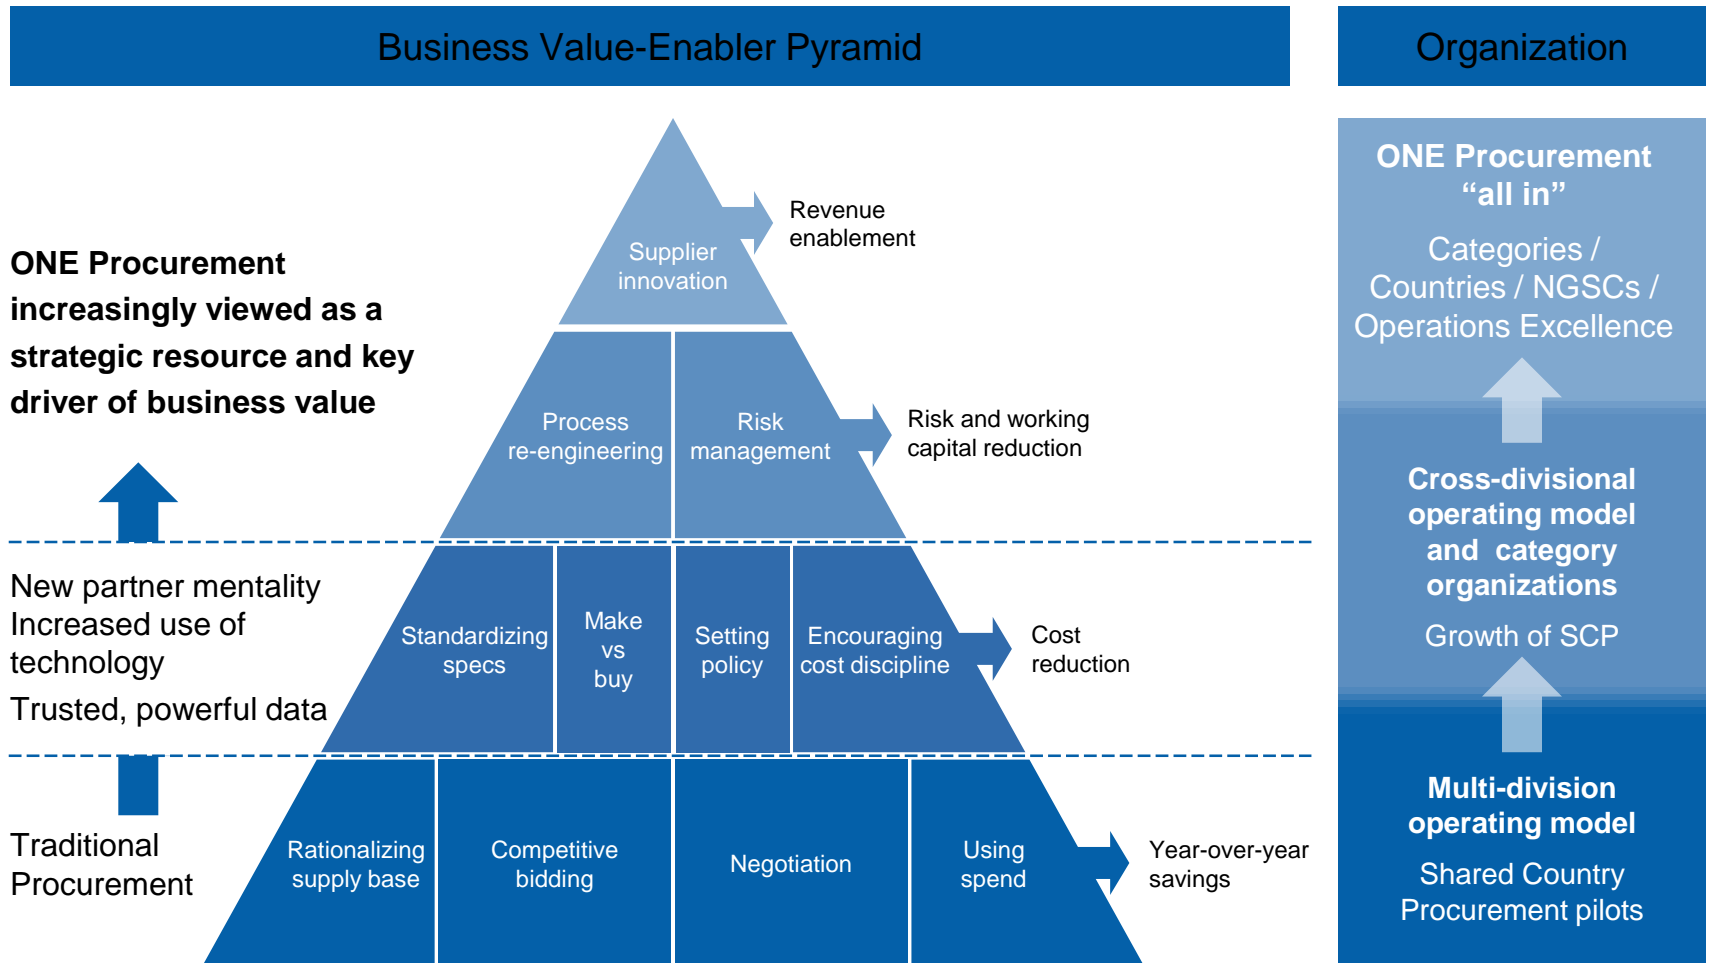 Business Value-Enabler Pyramid
Organization
ONE Procurement
increasingly viewed as a
strategic resource and key
driver of business value
New partner mentality
Increased use of
technology
Trusted, powerful data
Traditional
Procurement
Supplier
innovation
Revenue
enablement
Process
re-engineering
Risk
management
Risk and working
capital reduction
Standardizing
specs
Make
vs
buy
Setting
policy
Encouraging
cost discipline
Cost
reduction
Rationalizing
supply base
Competitive
bidding
Negotiation
Using
spend
Year-over-year
savings
ONE Procurement
“all in”
Categories /
Countries / NGSCs /
Operations Excellence
Cross-divisional
operating model
and category
organizations
Growth of SCP
Multi-division
operating model
Shared Country
Procurement pilots